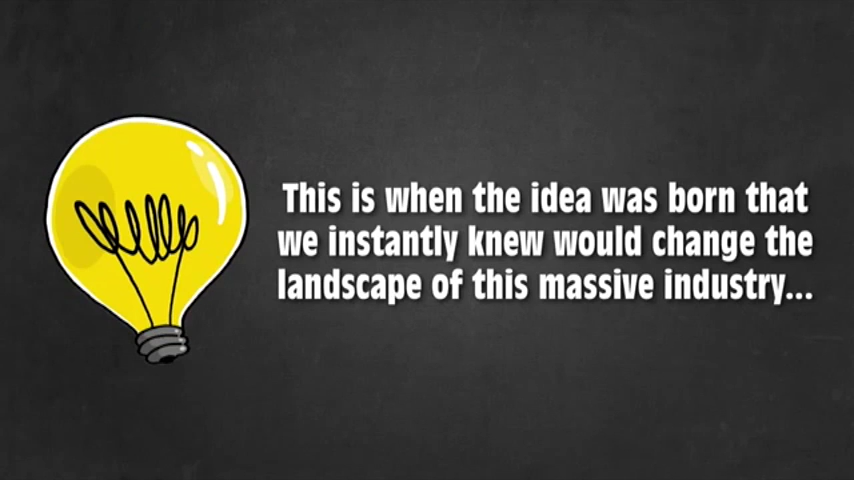 This is when the idea was born that
we instantly knew would change the
landscape of this massive industry...